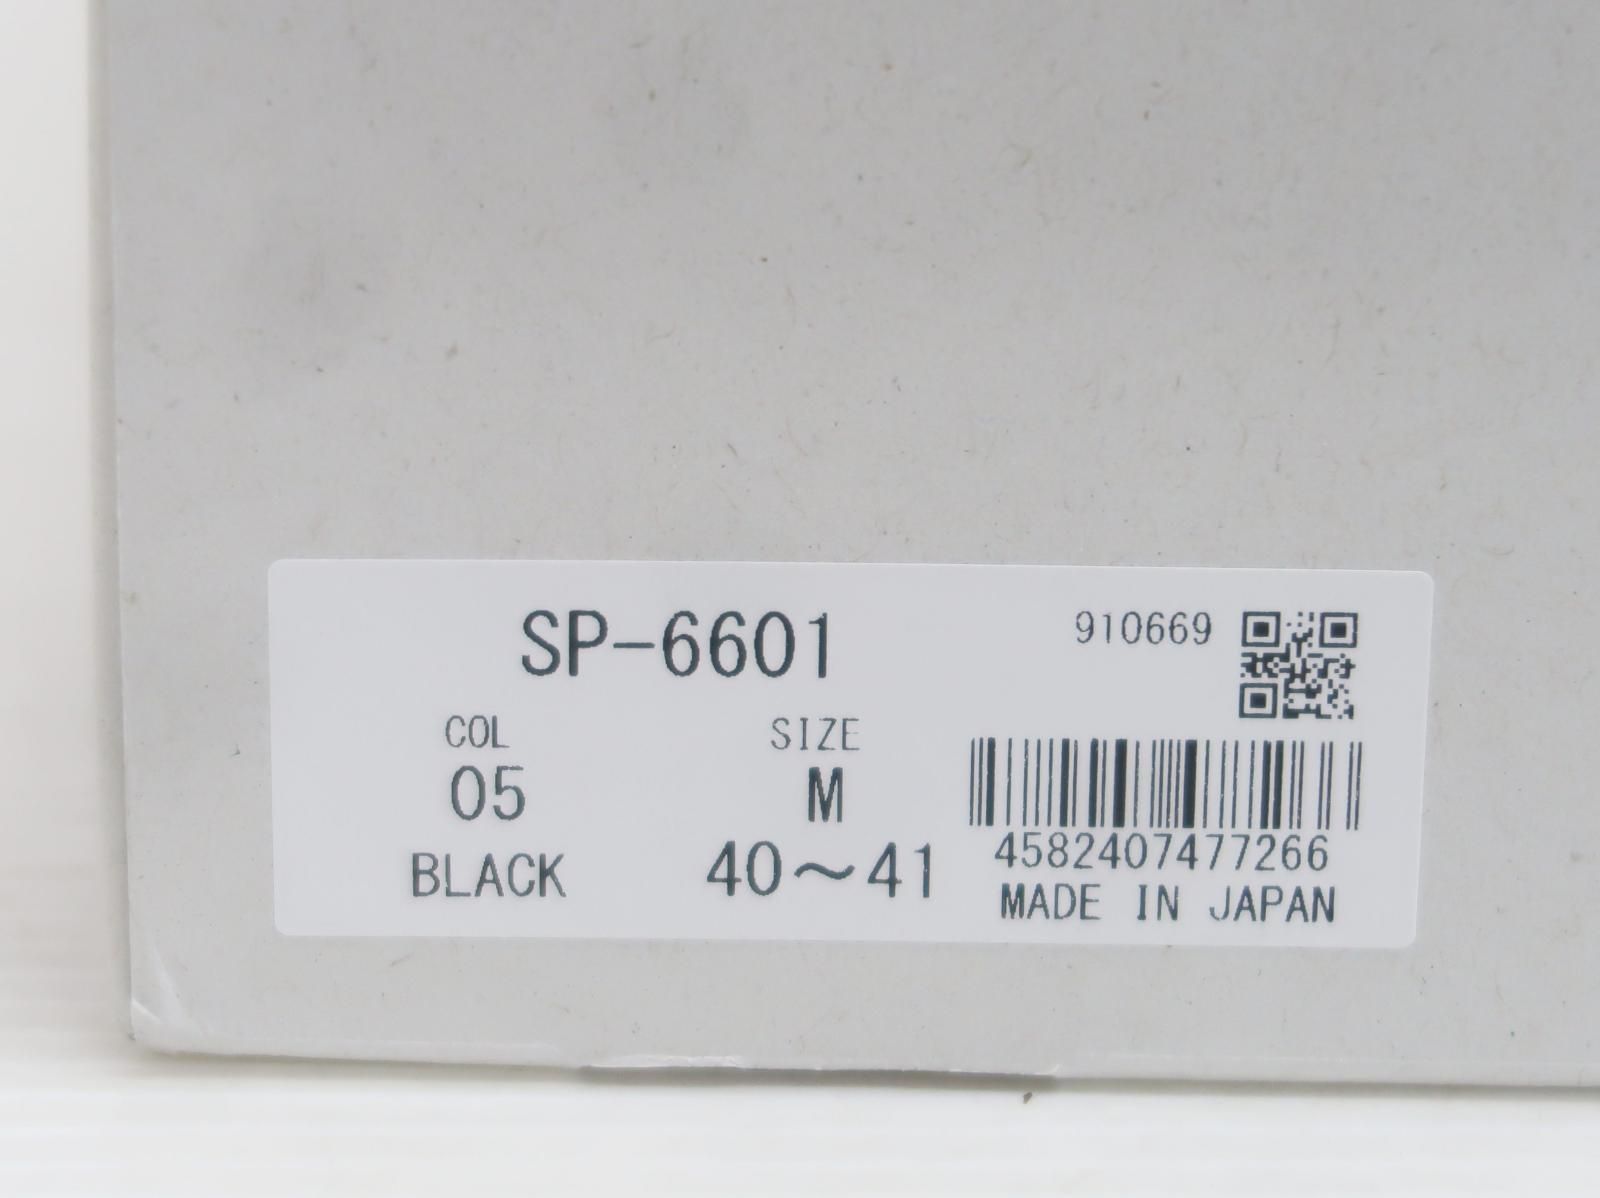 SP-6601
910669
COL
SIZE
05
M
BLACK
40～41
4582407477266
MADE IN JAPAN